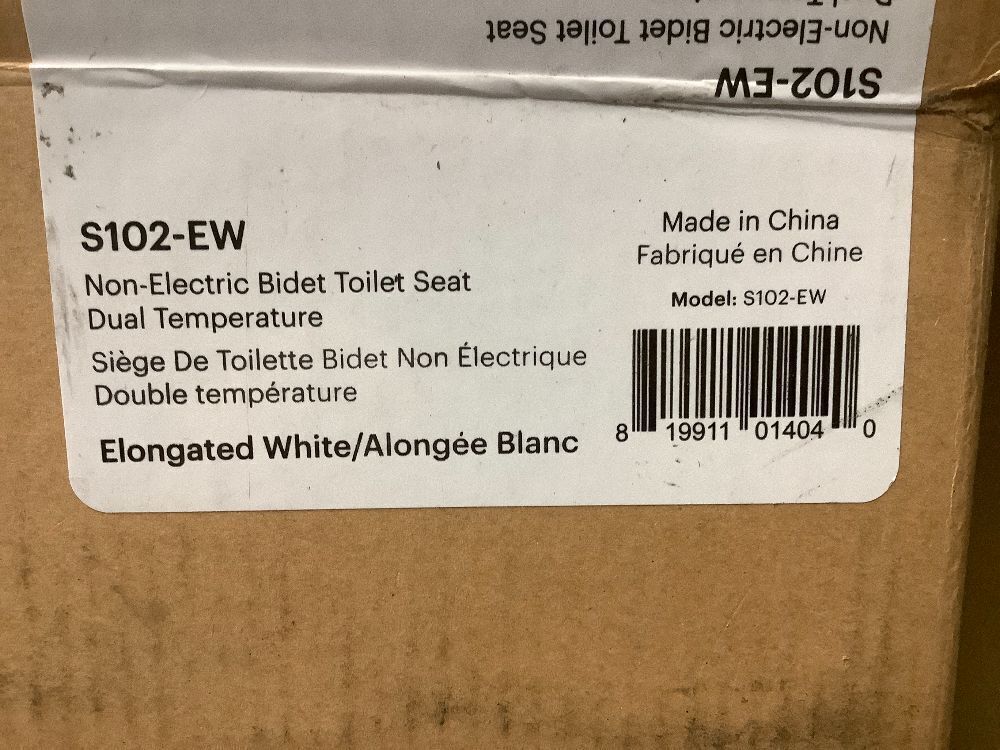 Non-Electric Bidet Toilet Seat
S102-EW
S102-EW
Non-Electric Bidet Toilet Seat
Dual Temperature
Siège De Toilette Bidet Non Électrique
Double température
Elongated White/Alongée Blanc
Made in China
Fabriqué en Chine
Model: S102-EW
8 19911 01404 0